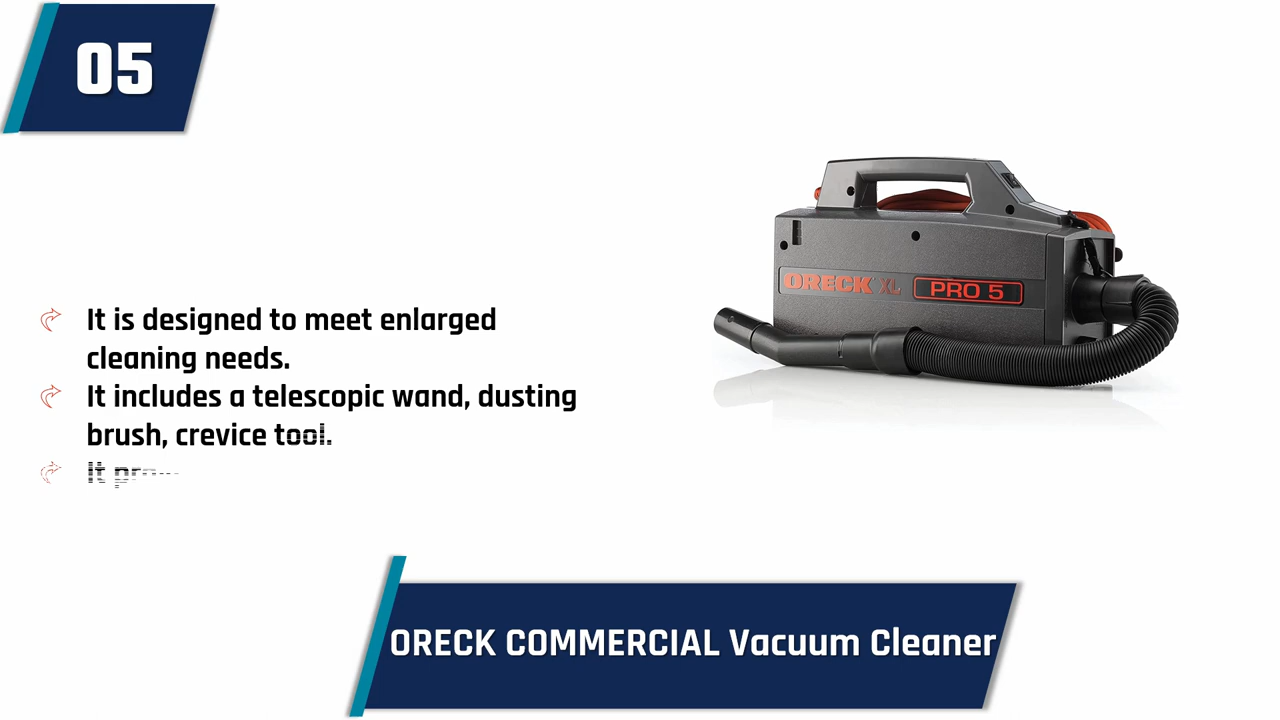 05
ORECK XL PRO 5
It is designed to meet enlarged
cleaning needs.
It includes a telescopic wand, dusting
brush, crevice tool.
It
ORECK COMMERCIAL Vacuum Cleaner